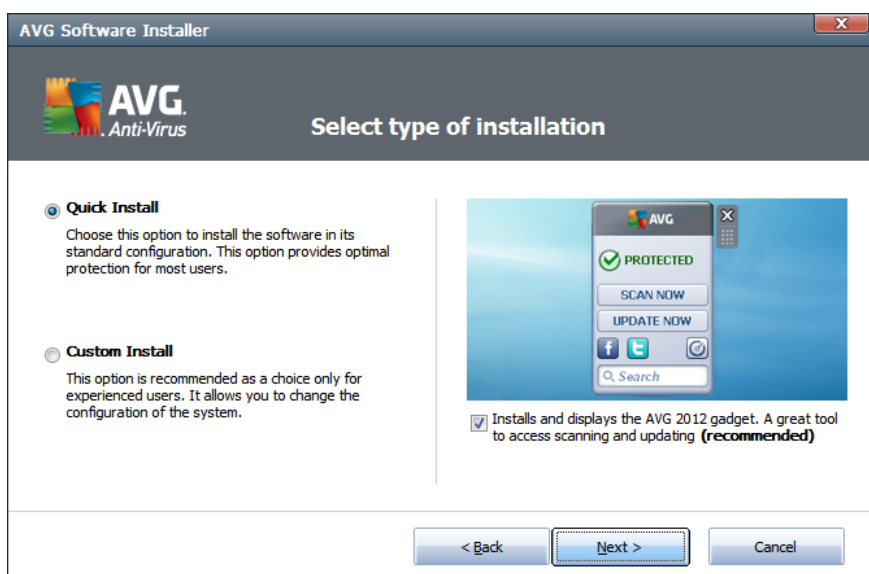 AVG Software Installer
X
AVG.
Anti-Virus
Select type of installation
Quick Install
Choose this option to install the software in its
standard configuration. This option provides optimal
protection for most users.
Custom Install
This option is recommended as a choice only for
experienced users. It allows you to change the
configuration of the system.
AVG
X
PROTECTED
SCAN NOW
UPDATE NOW
f t
Search
Installs and displays the AVG 2012 gadget. A great tool
to access scanning and updating (recommended)
< Back
Next >
Cancel